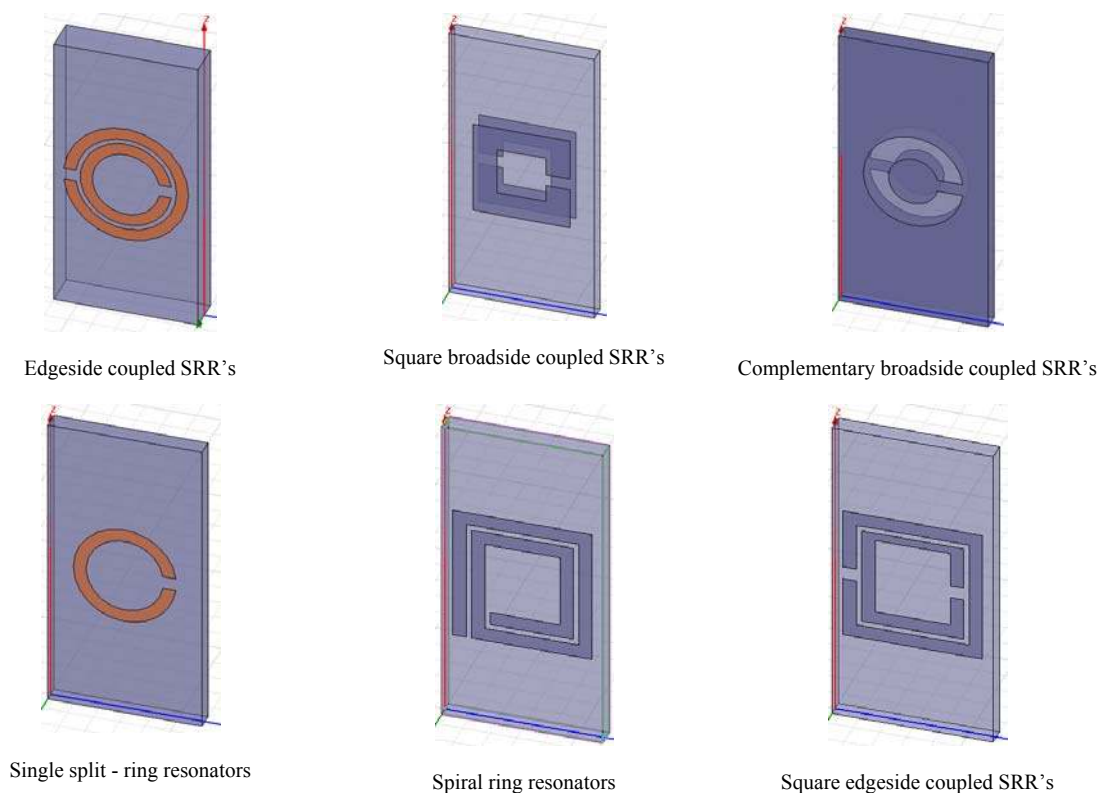 z
z
z
Edgeside coupled SRR's
Square broadside coupled SRR's
Complementary broadside coupled SRR's
z
z
z
Single split - ring resonators
Spiral ring resonators
Square edgeside coupled SRR's